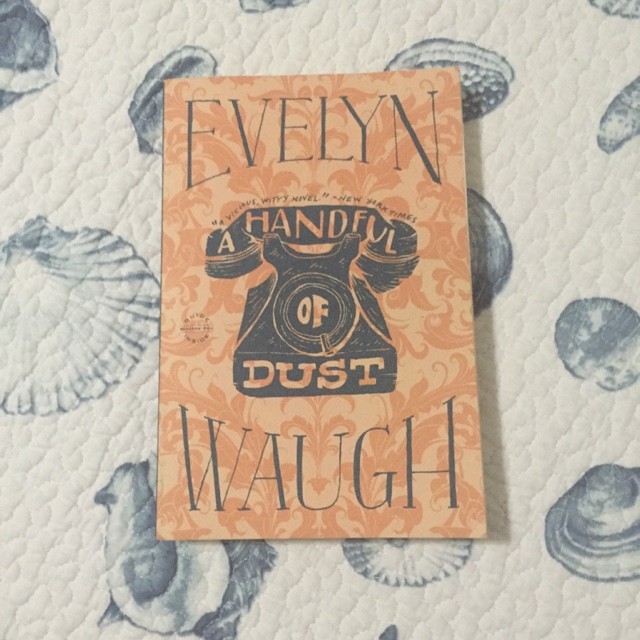 EVELYN
"A VICIOUS, WITTY NOVEL." —NEW YORK TIMES
A HANDFUL
OF
DUST
WAUGH